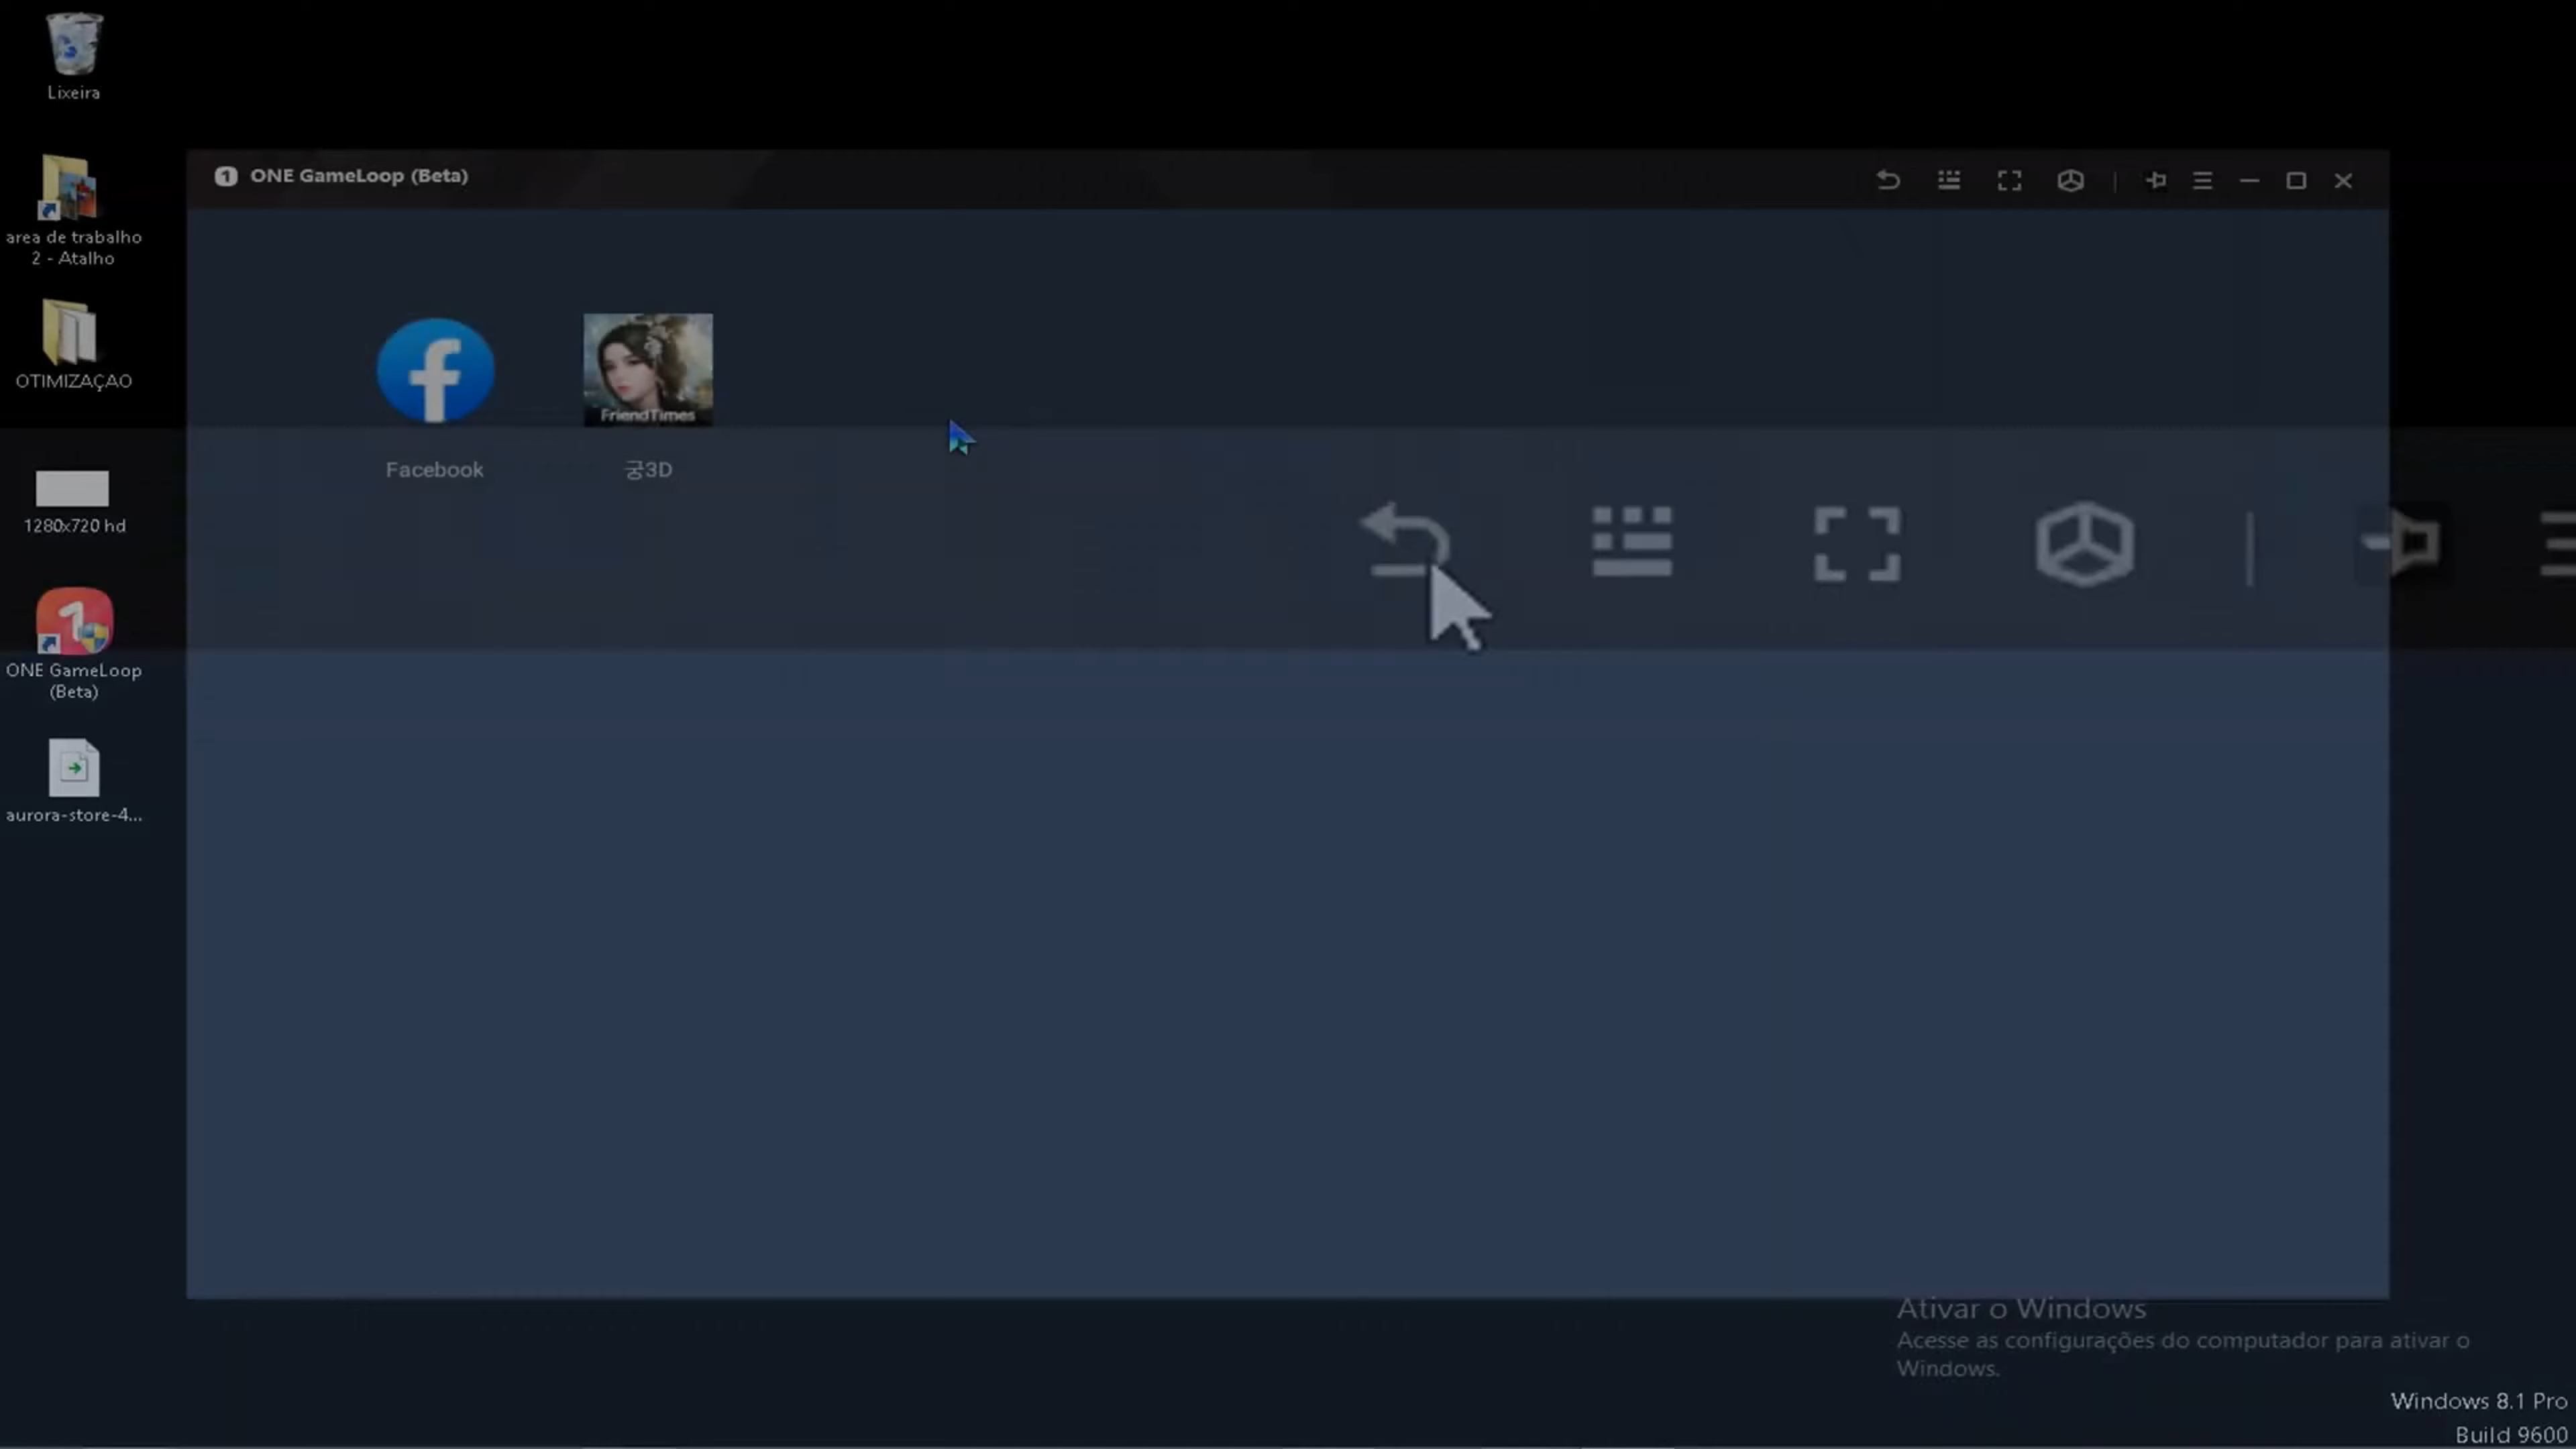 Lixeira
area de trabalho
2 - Atalho
OTIMIZAÇAO
1280x720 hd
ONE GameLoop
(Beta)
aurora-store-4...
ONE GameLoop (Beta)
FriendTimes
Facebook
궁3D
Ativar o Windows
Acesse as configurações do computador para ativar o
Windows.
Windows 8.1 Pro
Build 9600